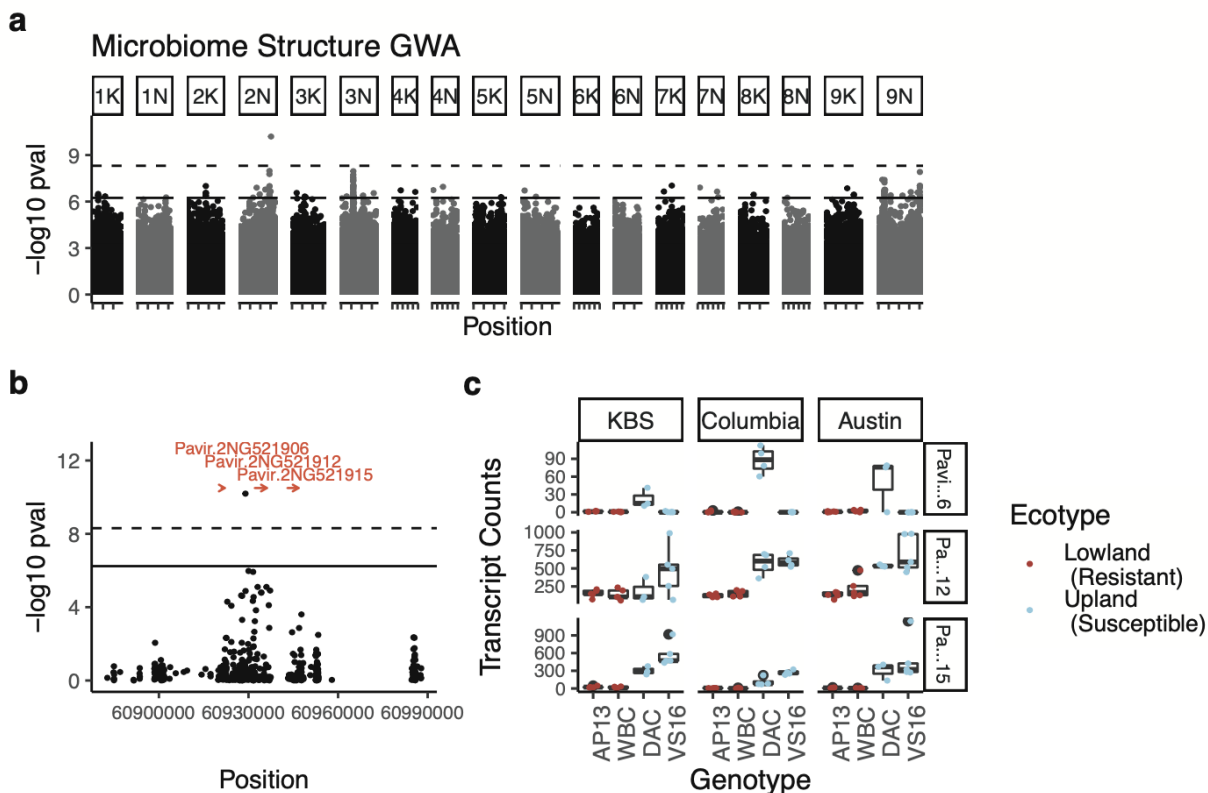 a
Microbiome Structure GWA
1K 1N 2K 2N 3K 3N 4K 4N 5K 5N 6K 6N 7K 7N 8K 8N 9K 9N
−log10 pval
9
6
3
0
Position
b
−log10 pval
12
8
4
0
Pavir.2NG521906
Pavir.2NG521912
Pavir.2NG521915
60900000 60930000 60960000 60990000
Position
c
KBS Columbia Austin
Transcript Counts
90
60
30
0
Pavi...6
1000
750
500
250
Pa...12
900
600
300
0
Pa...15
AP13 WBC DAC VS16 AP13 WBC DAC VS16 AP13 WBC DAC VS16
Genotype
Ecotype
Lowland
(Resistant)
Upland
(Susceptible)